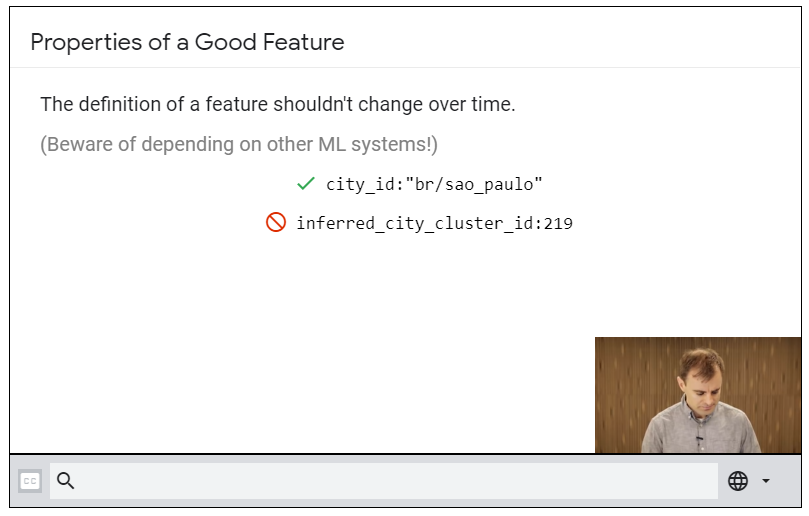 Properties of a Good Feature
The definition of a feature shouldn't change over time.
(Beware of depending on other ML systems!)
city_id:"br/sao_paulo"
inferred_city_cluster_id:219
CC